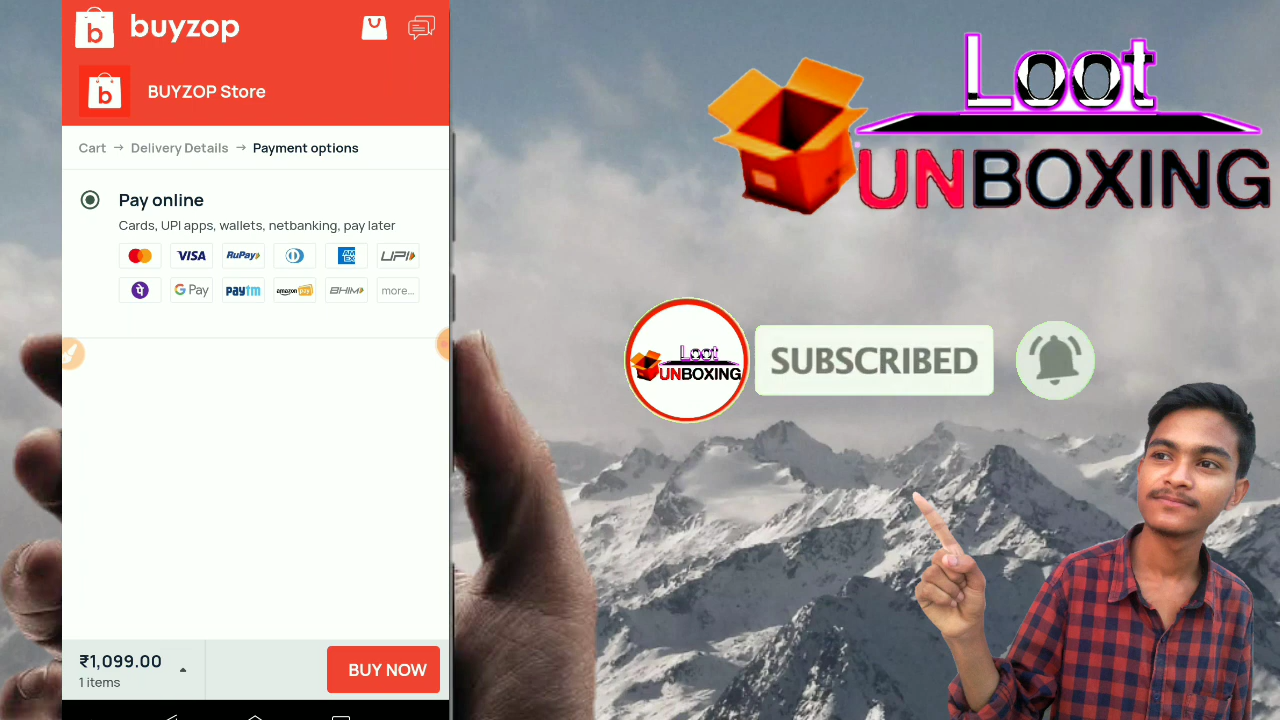 b buyzop
b BUYZOP Store
Cart → Delivery Details → Payment options
Pay online
Cards, UPI apps, wallets, netbanking, pay later
VISA RuPay AM EX UPI
पे G Pay paytm amazon pay BHIM more...
₹1,099.00
1 items
BUY NOW
Loot
UNBOXING
Loot
UNBOXING
SUBSCRIBED